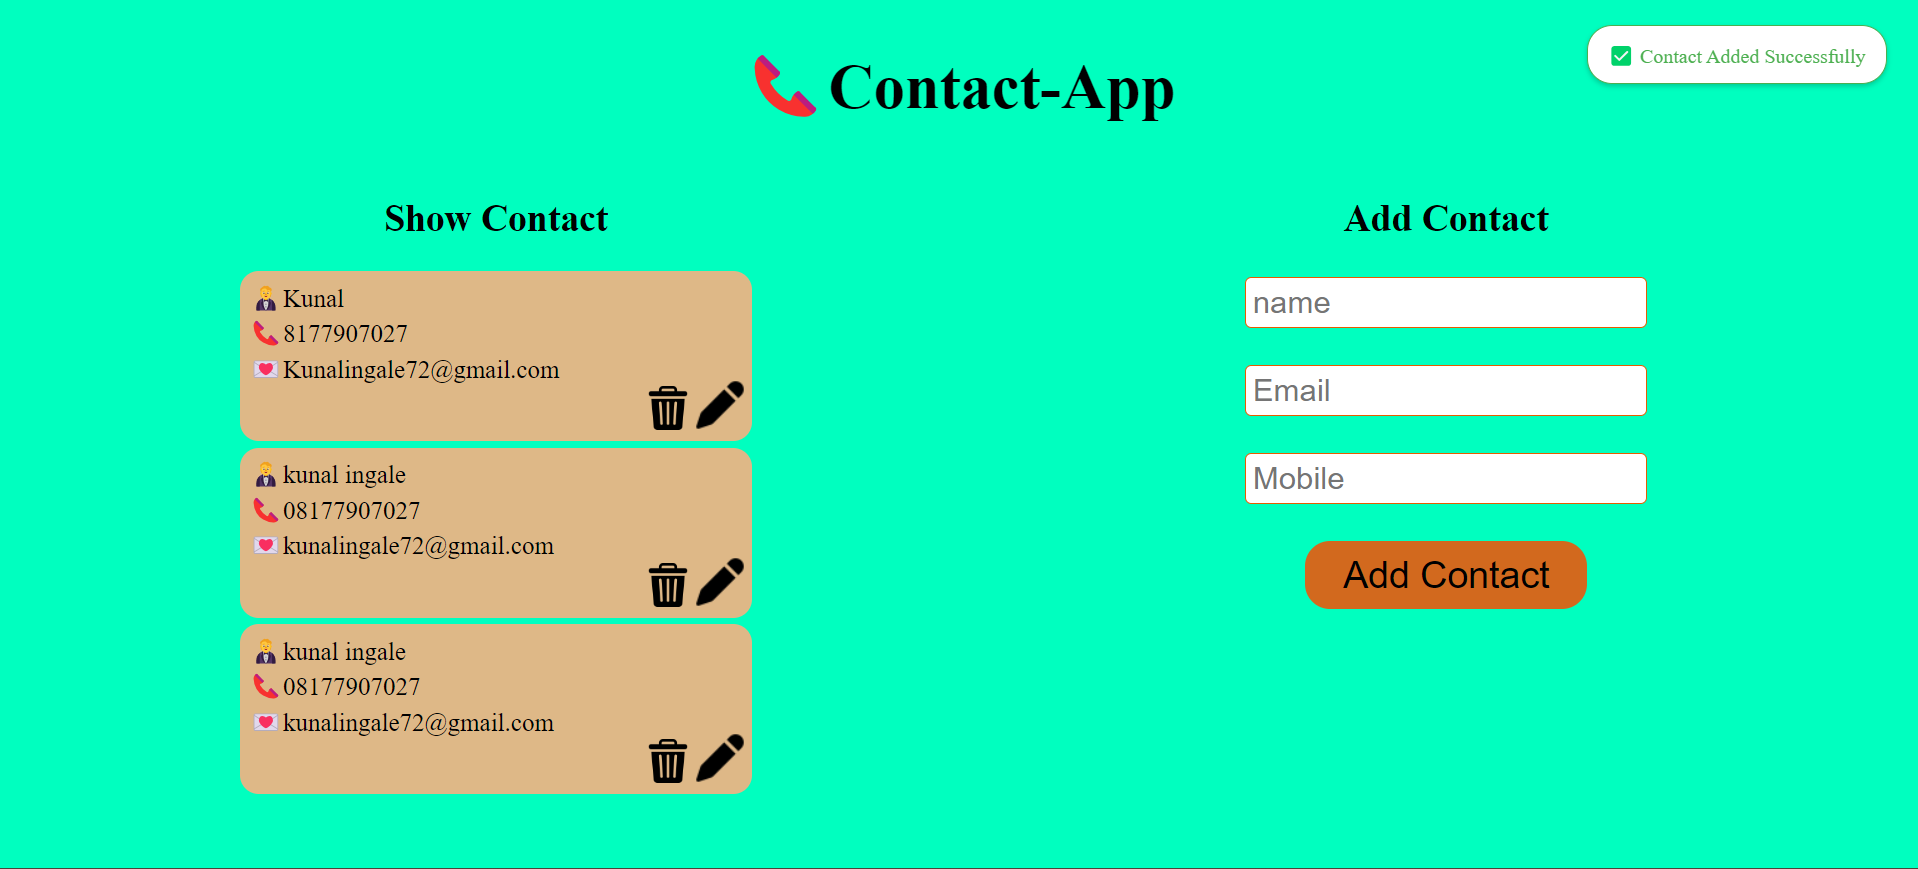 Contact Added Successfully
Contact-App
Show Contact
Kunal
8177907027
Kunalingale72@gmail.com
kunal ingale
08177907027
kunalingale72@gmail.com
kunal ingale
08177907027
kunalingale72@gmail.com
Add Contact
name
Email
Mobile
Add Contact